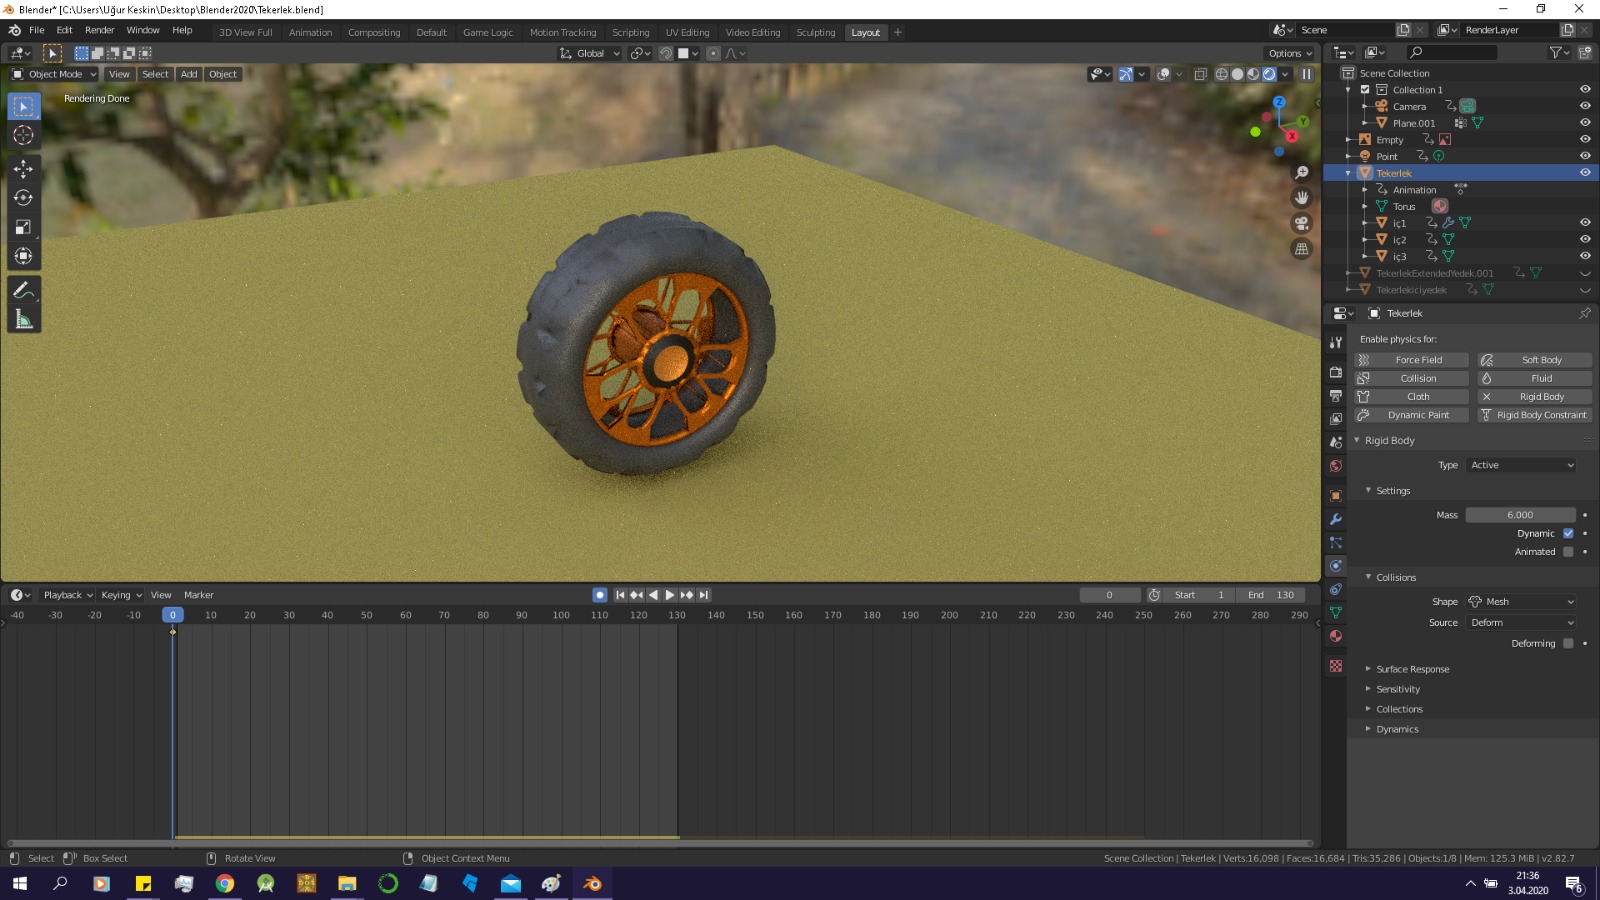 Blender* [C:\Users\Uğur Keskin\Desktop\Blender2020\Tekerlek.blend]
File Edit Render Window Help 3D View Full Animation Compositing Default Game Logic Motion Tracking Scripting UV Editing Video Editing Sculpting Layout + Scene RenderLayer
Global Options
Object Mode View Select Add Object
Rendering Done
Z
Y
X
Scene Collection
Collection 1
Camera
Plane.001
Empty
Point
Tekerlek
Animation
Torus
iç1
iç2
iç3
TekerlekExtendedYedek.001
Tekerlekiciyedek
Tekerlek
Enable physics for:
Force Field Soft Body
Collision Fluid
Cloth Rigid Body
Dynamic Paint Rigid Body Constraint
Rigid Body
Type Active
Settings
Mass 6.000
Dynamic
Animated
Collisions
Shape Mesh
Source Deform
Deforming
Surface Response
Sensitivity
Collections
Dynamics
Playback Keying View Marker 0 Start 1 End 130
-40 -30 -20 -10 0 10 20 30 40 50 60 70 80 90 100 110 120 130 140 150 160 170 180 190 200 210 220 230 240 250 260 270 280 290
Select Box Select Rotate View Object Context Menu Scene Collection | Tekerlek | Verts:16,098 | Faces:16,684 | Tris:35,286 | Objects:1/8 | Mem: 125.3 MiB | v2.82.7
21:36
3.04.2020
6